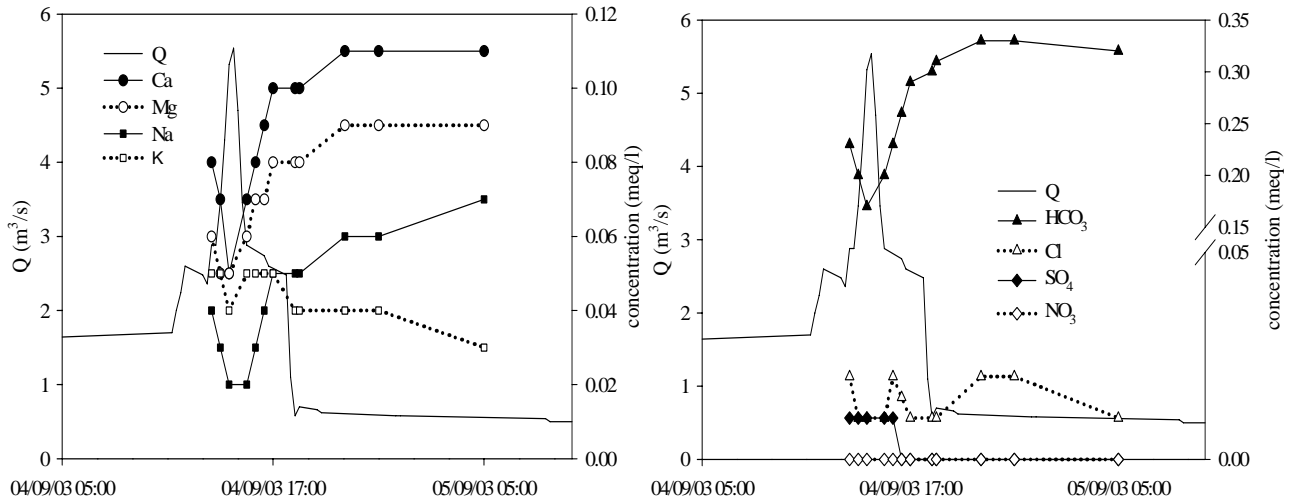 6
5
4
3
2
1
0
Q (m³/s)
Q
Ca
Mg
Na
K
0.12
0.10
0.08
0.06
0.04
0.02
0.00
concentration (meq/l)
04/09/03 05:00
04/09/03 17:00
05/09/03 05:00
6
5
4
3
2
1
0
Q (m³/s)
Q
HCO₃
Cl
SO₄
NO₃
0.35
0.30
0.25
0.20
0.15
0.05
0.00
concentration (meq/l)
04/09/03 05:00
04/09/03 17:00
05/09/03 05:00